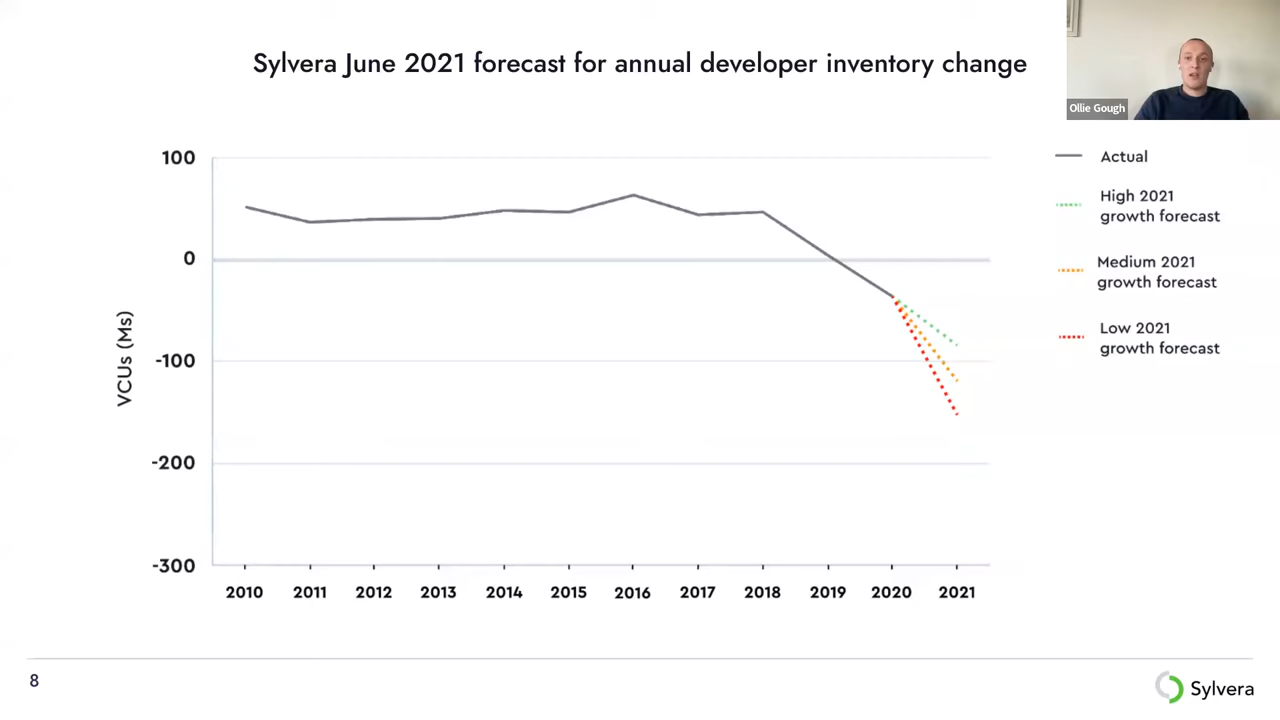 Sylvera June 2021 forecast for annual developer inventory change
Ollie Gough
Actual
High 2021
growth forecast
Medium 2021
growth forecast
Low 2021
growth forecast
VCUs (Ms)
100
0
-100
-200
-300
2010 2011 2012 2013 2014 2015 2016 2017 2018 2019 2020 2021
8
Sylvera